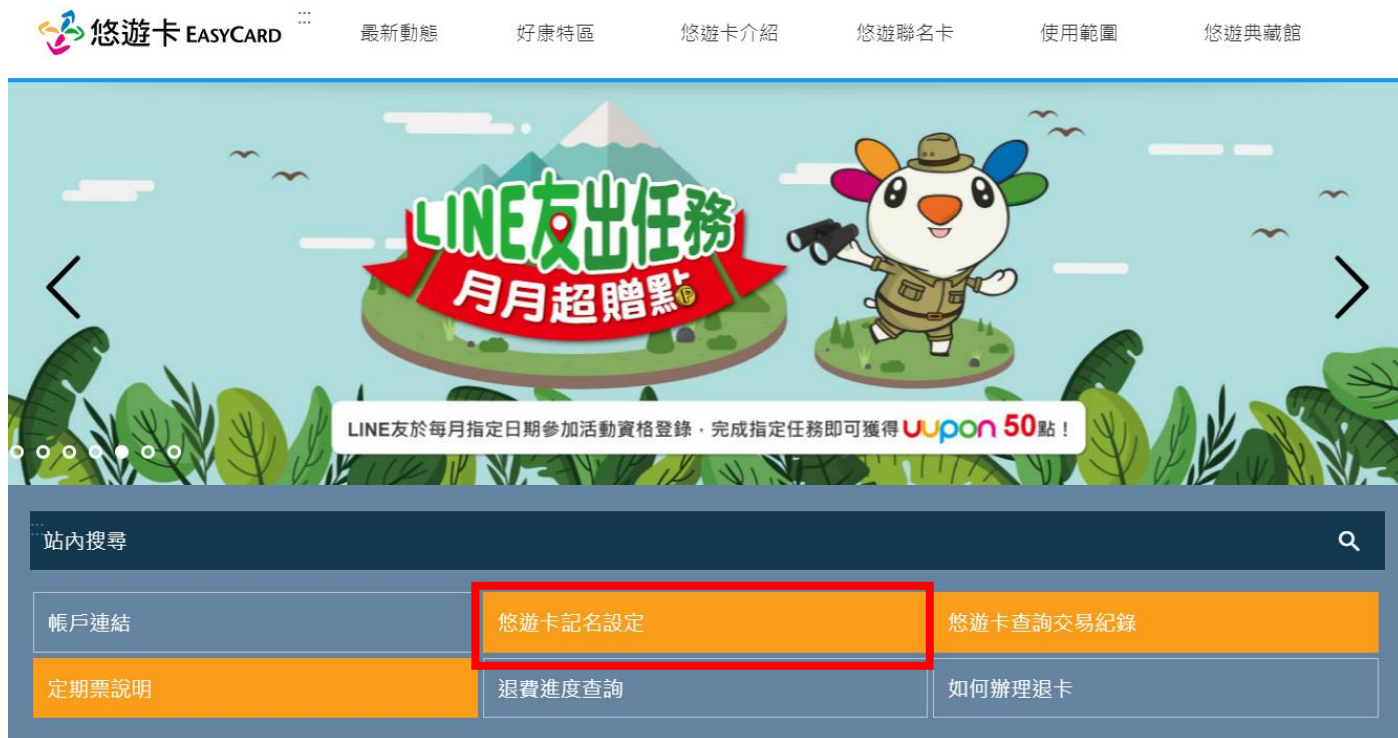 悠遊卡 EASYCARD
:::
最新動態 好康特區 悠遊卡介紹 悠遊聯名卡 使用範圍 悠遊典藏館
LINE友出任務
月月超贈點
P
LINE友於每月指定日期參加活動資格登錄，完成指定任務即可獲得 UUPON 50點！
:::
站內搜尋
帳戶連結 悠遊卡記名設定 悠遊卡查詢交易紀錄
定期票說明 退費進度查詢 如何辦理退卡